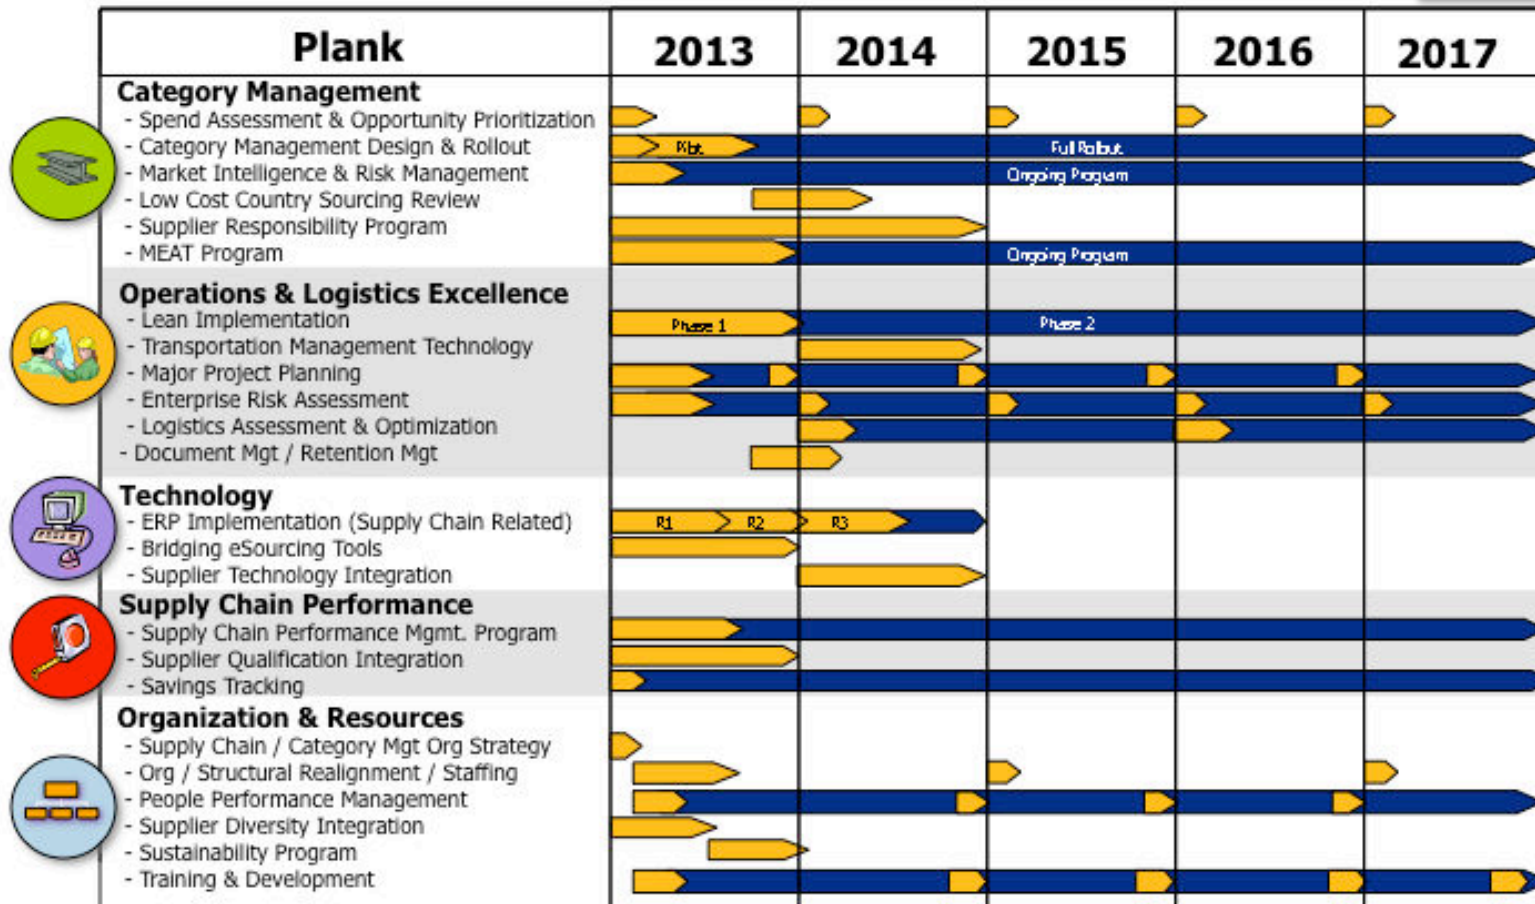 Plank 2013 2014 2015 2016 2017
Category Management
- Spend Assessment & Opportunity Prioritization
- Category Management Design & Rollout Pilot Full Rollout
- Market Intelligence & Risk Management Ongoing Program
- Low Cost Country Sourcing Review
- Supplier Responsibility Program
- MEAT Program Ongoing Program
Operations & Logistics Excellence
- Lean Implementation Phase 1 Phase 2
- Transportation Management Technology
- Major Project Planning
- Enterprise Risk Assessment
- Logistics Assessment & Optimization
- Document Mgt / Retention Mgt
Technology
- ERP Implementation (Supply Chain Related) R1 R2 R3
- Bridging eSourcing Tools
- Supplier Technology Integration
Supply Chain Performance
- Supply Chain Performance Mgmt. Program
- Supplier Qualification Integration
- Savings Tracking
Organization & Resources
- Supply Chain / Category Mgt Org Strategy
- Org / Structural Realignment / Staffing
- People Performance Management
- Supplier Diversity Integration
- Sustainability Program
- Training & Development